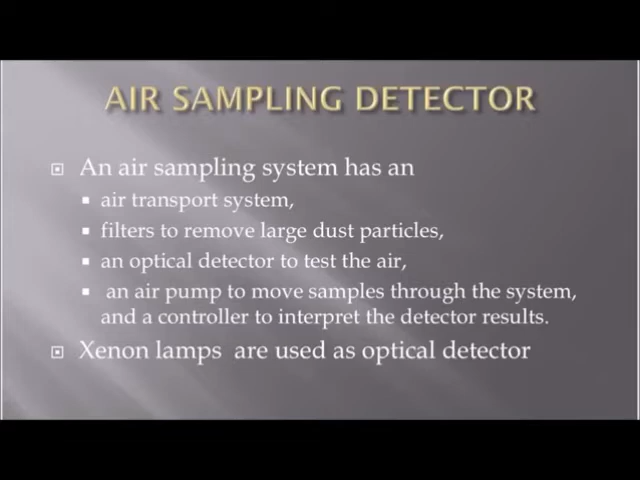 AIR SAMPLING DETECTOR
An air sampling system has an
air transport system,
filters to remove large dust particles,
an optical detector to test the air,
an air pump to move samples through the system,
and a controller to interpret the detector results.
Xenon lamps are used as optical detector